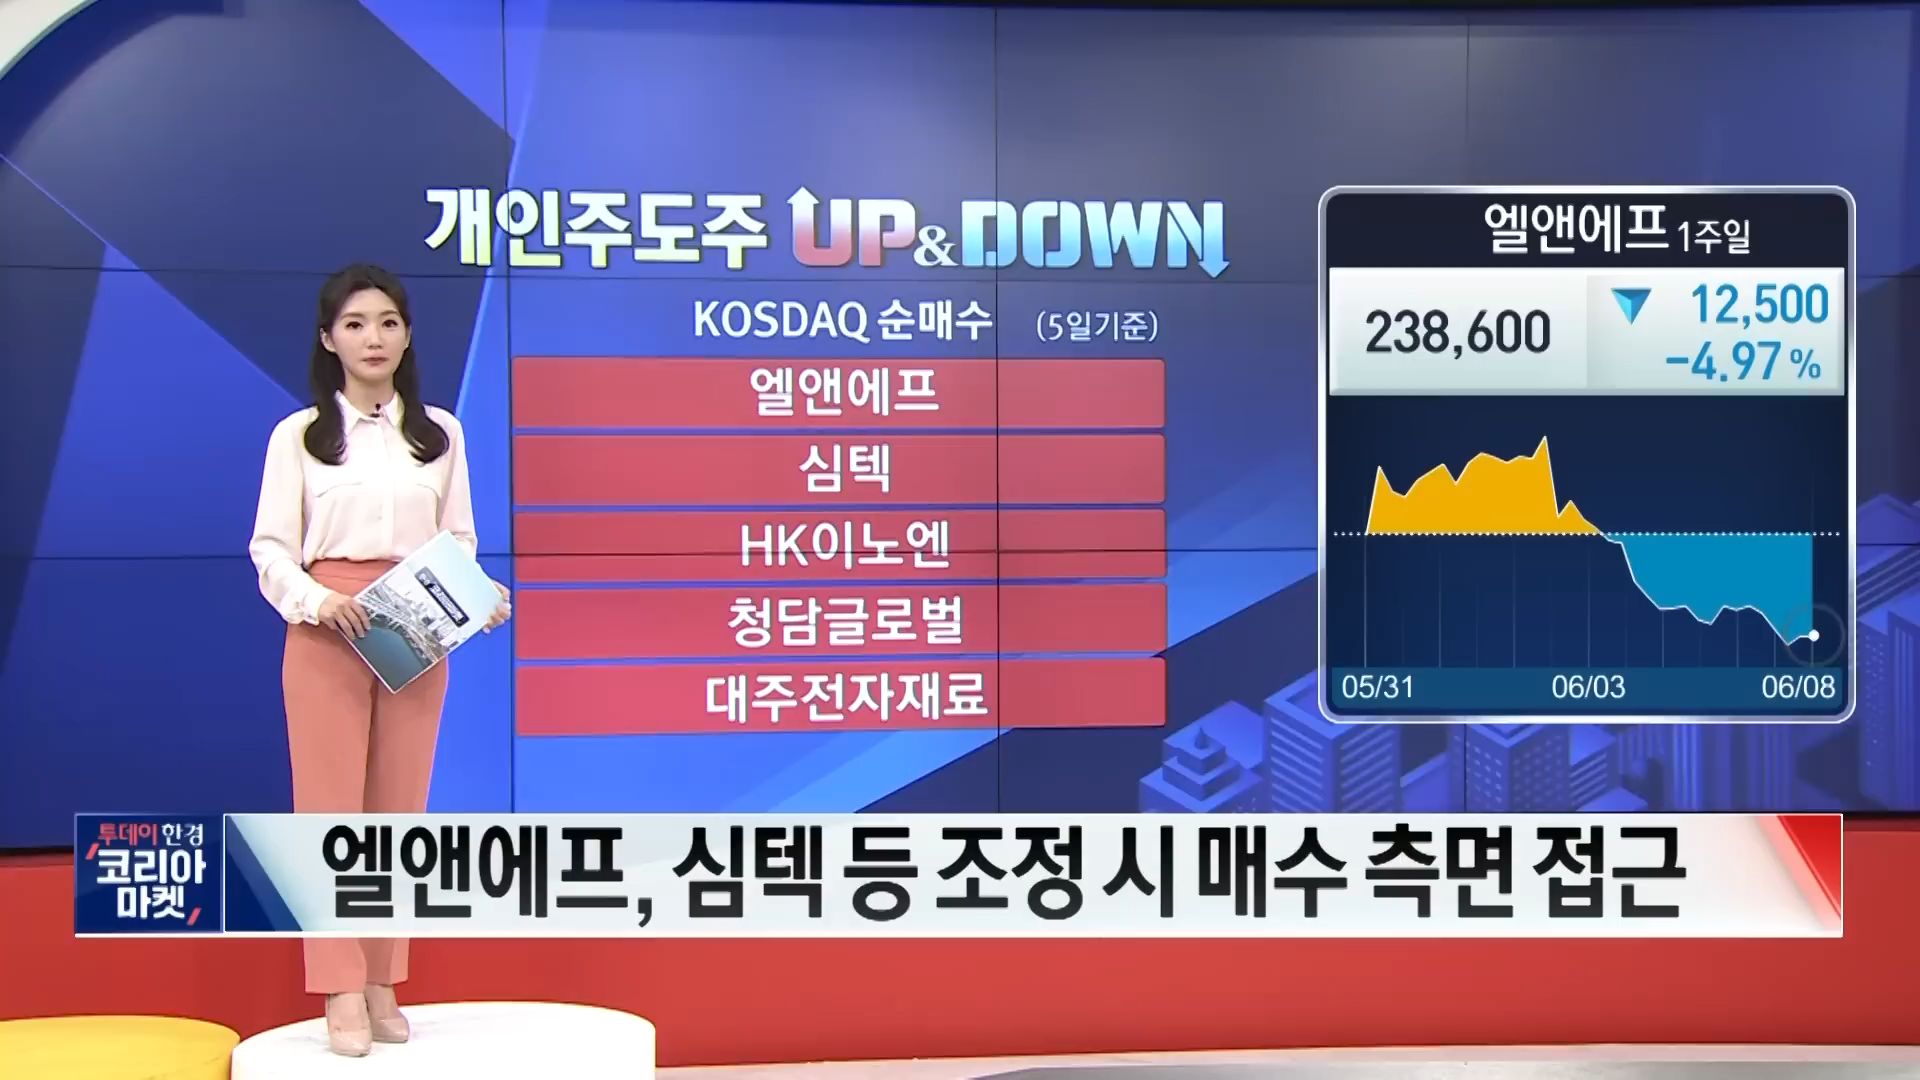 개인주도주 UP&DOWN
KOSDAQ 순매수 (5일기준)
엘앤에프
심텍
HK이노엔
청담글로벌
대주전자재료
엘앤에프 1주일
238,600
▼ 12,500
-4.97 %
05/31 06/03 06/08
투데이 한경
코리아
마켓
엘앤에프, 심텍 등 조정 시 매수 측면 접근